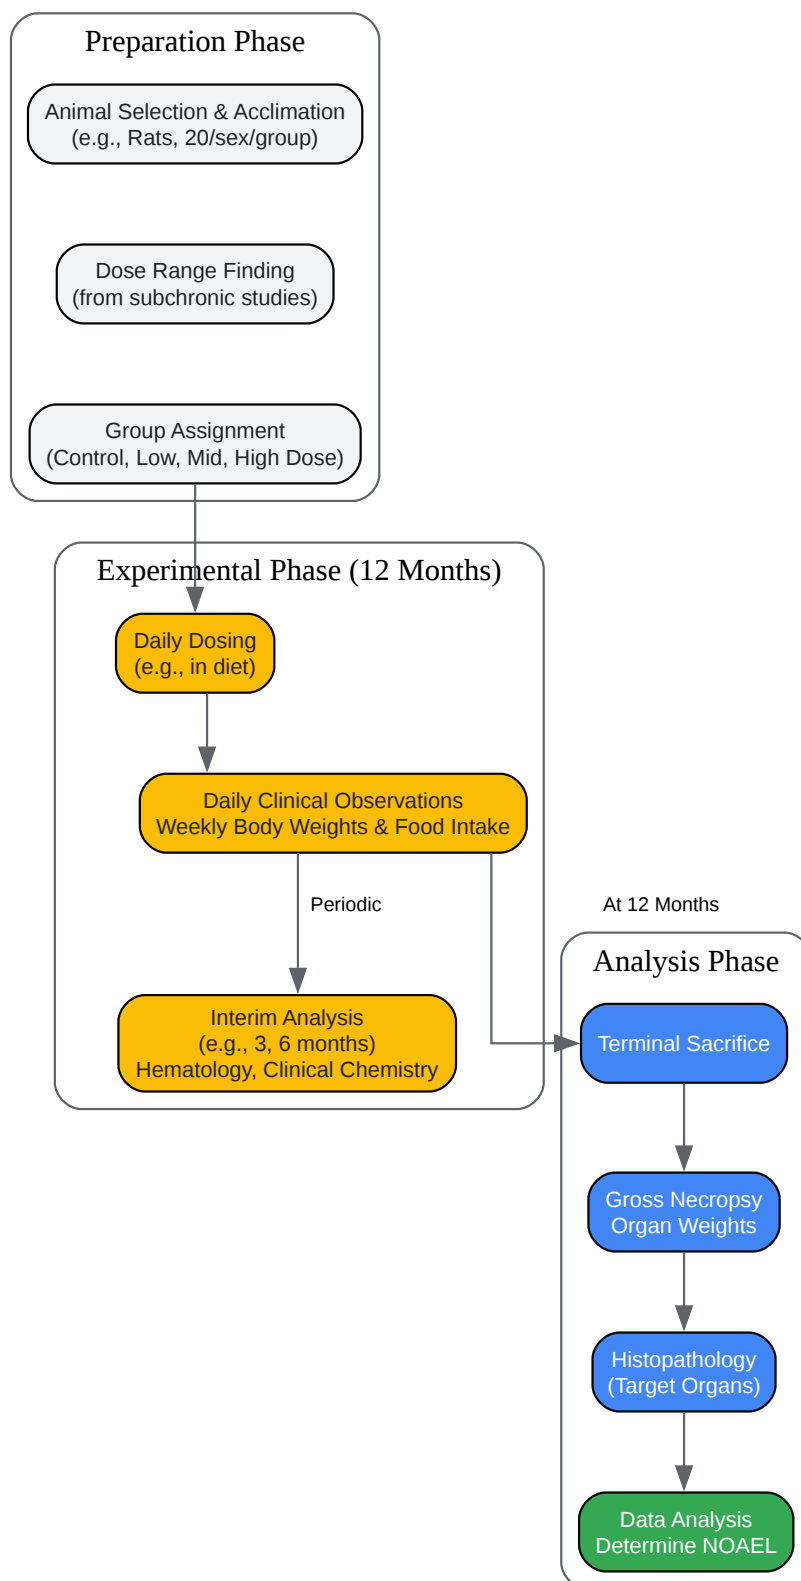 Preparation Phase
Animal Selection & Acclimation
(e.g., Rats, 20/sex/group)
Dose Range Finding
(from subchronic studies)
Group Assignment
(Control, Low, Mid, High Dose)
Experimental Phase (12 Months)
Daily Dosing
(e.g., in diet)
Daily Clinical Observations
Weekly Body Weights & Food Intake
Periodic
At 12 Months
Interim Analysis
(e.g., 3, 6 months)
Hematology, Clinical Chemistry
Analysis Phase
Terminal Sacrifice
Gross Necropsy
Organ Weights
Histopathology
(Target Organs)
Data Analysis
Determine NOAEL